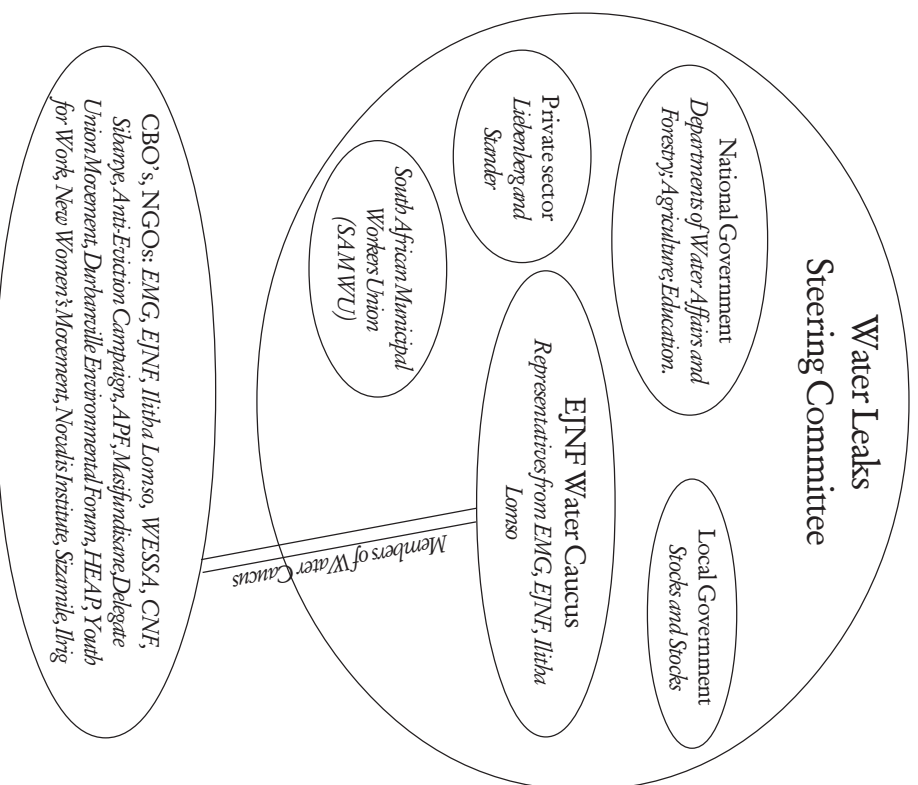 Water Leaks
Steering Committee
National Government
Departments of Water Affairs and
Forestry; Agriculture; Education.
Local Government
Stocks and Stocks
Private sector
Liebenberg and
Stander
EJNF Water Caucus
Representatives from EMG, EJNF, Ilitha
Lomso
South African Municipal
Workers Union
(SAMWU)
Members of Water Caucus
CBO's, NGOs: EMG, EJNF, Ilitha Lomso, WESSA, CNF,
Sibanye, Anti-Eviction Campaign, APF, Masifundisane, Delegate
Union Movement, Durbanville Environmental Forum, HEAP, Youth
for Work, New Women's Movement, Novalis Institute, Sizamile, Ilrig